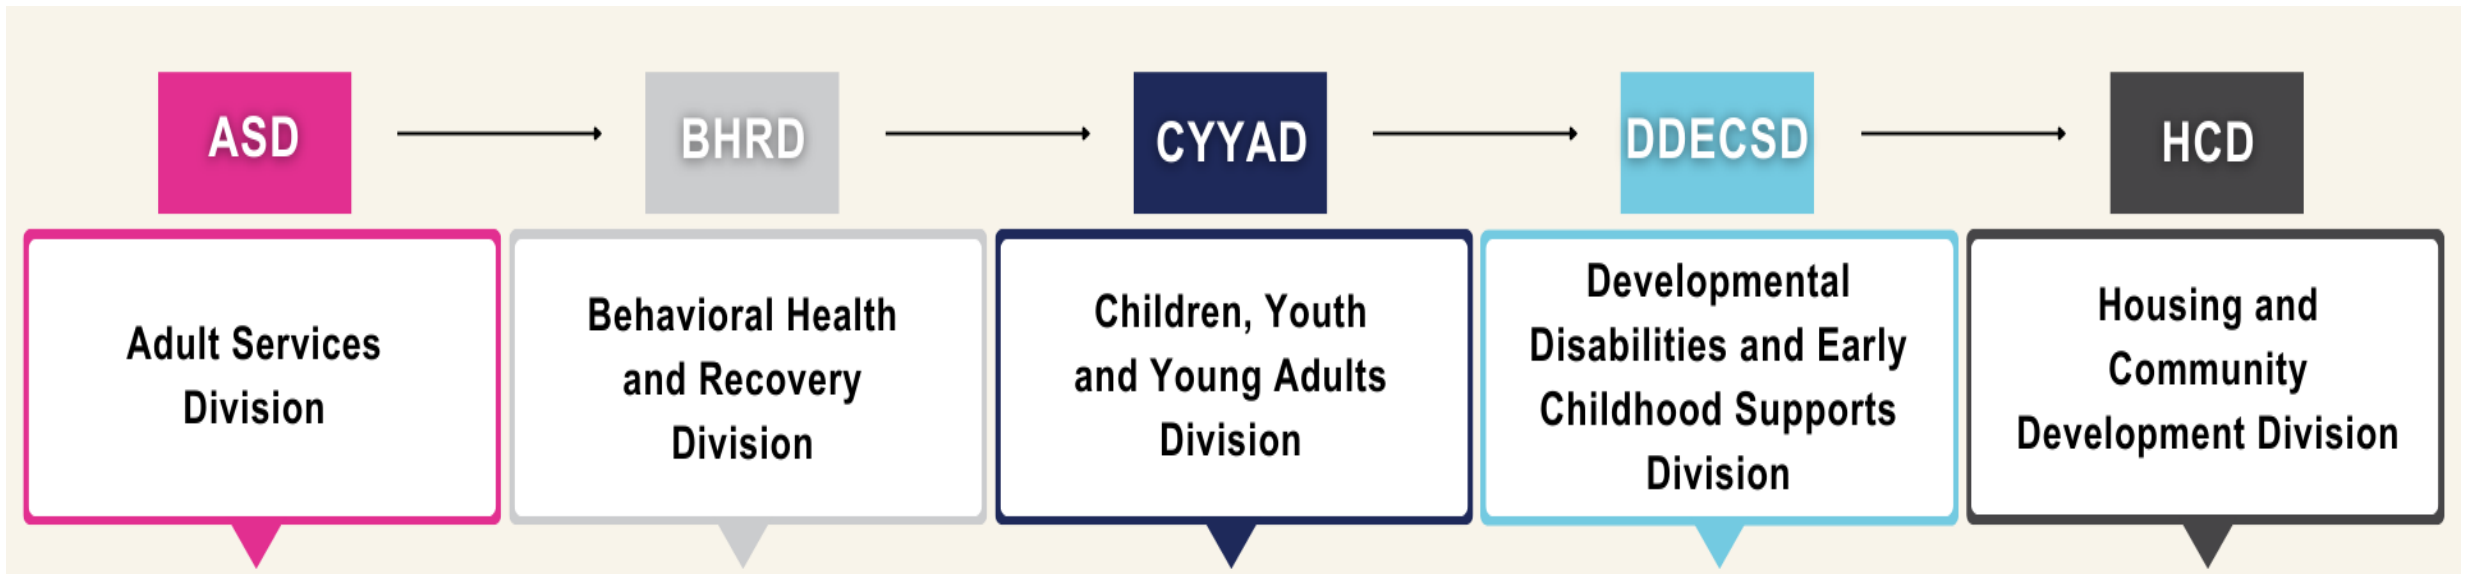 ASD
BHRD
CYYAD
DDECSD
HCD
Adult Services
Division
Behavioral Health
and Recovery
Division
Children, Youth
and Young Adults
Division
Developmental
Disabilities and Early
Childhood Supports
Division
Housing and
Community
Development Division